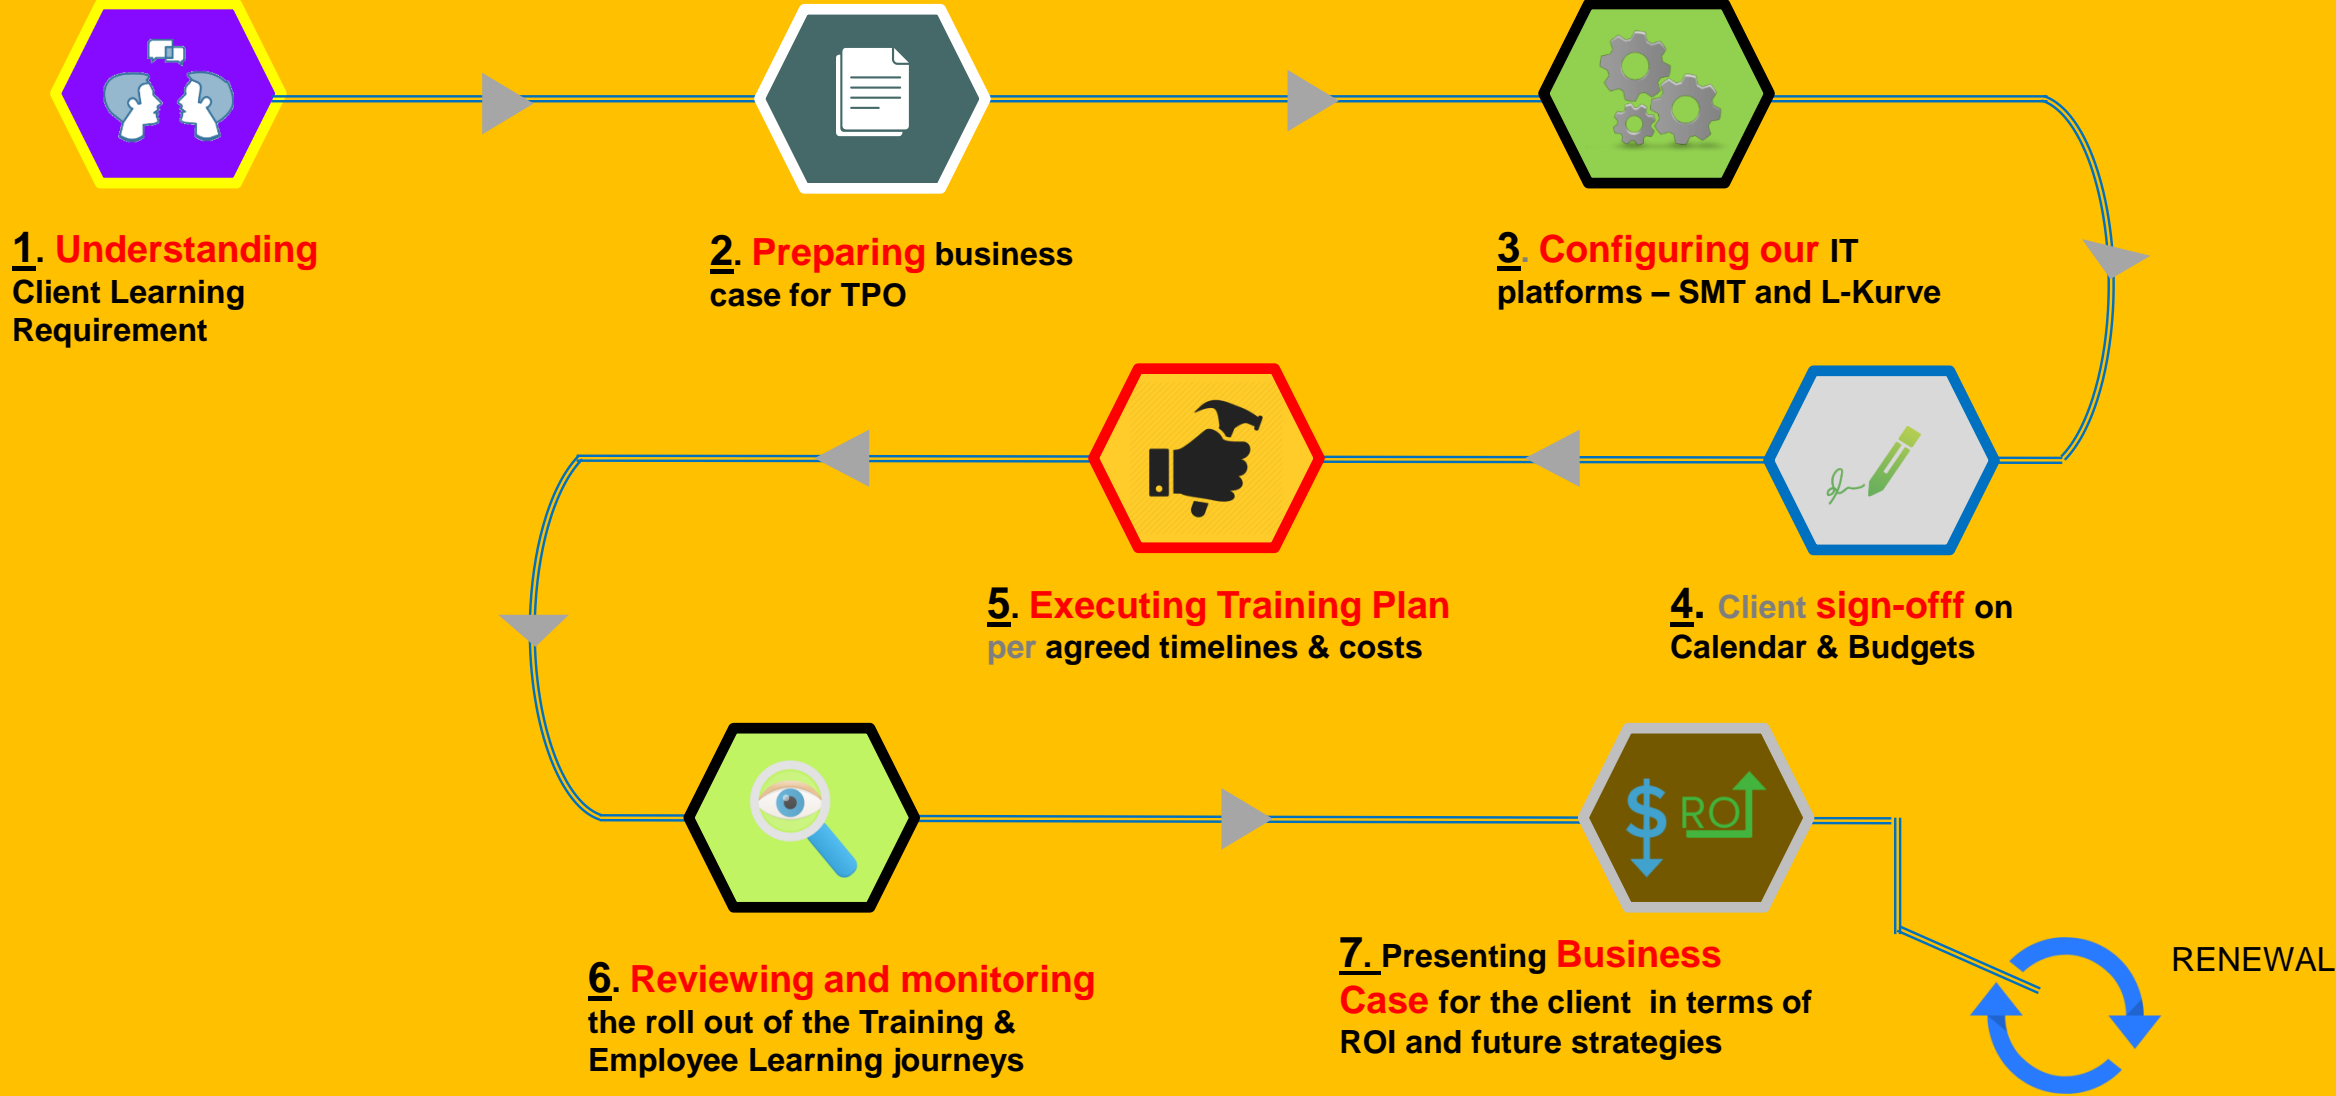 1. Understanding
Client Learning
Requirement
2. Preparing business
case for TPO
3. Configuring our IT
platforms – SMT and L-Kurve
4. Client sign-offf on
Calendar & Budgets
5. Executing Training Plan
per agreed timelines & costs
6. Reviewing and monitoring
the roll out of the Training &
Employee Learning journeys
$ ROI
7. Presenting Business
Case for the client in terms of
ROI and future strategies
RENEWAL